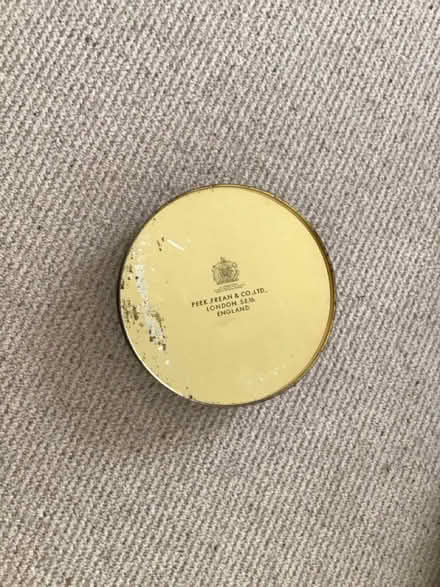 PEEK, FREAN & CO., LTD.,
LONDON. S.E.16.
ENGLAND